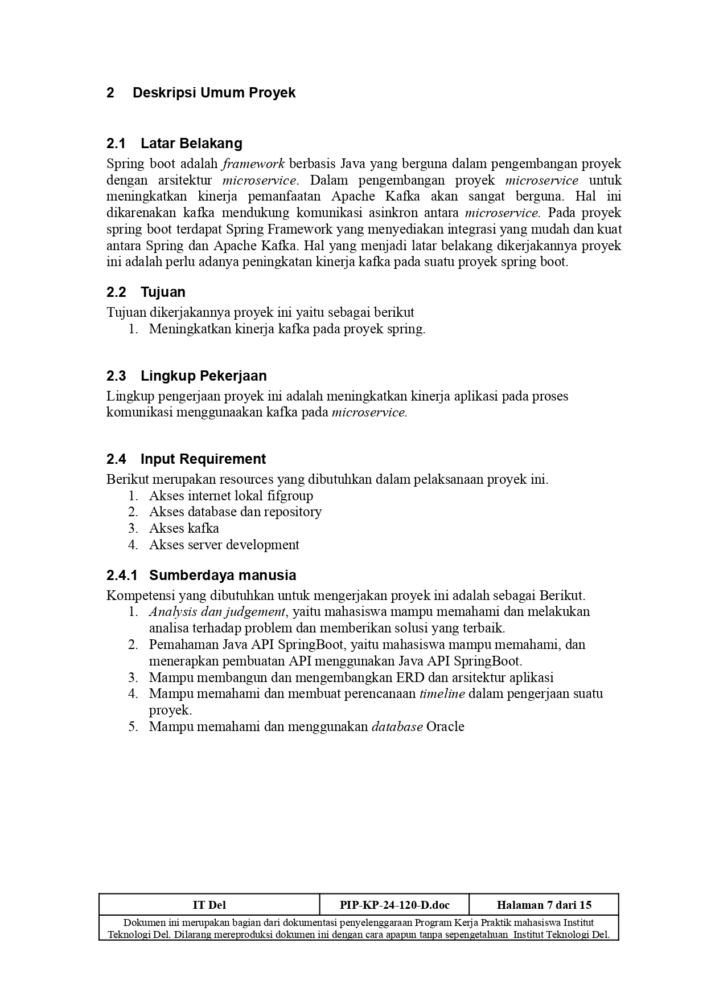 2 Deskripsi Umum Proyek
2.1 Latar Belakang
Spring boot adalah framework berbasis Java yang berguna dalam pengembangan proyek
dengan arsitektur microservice. Dalam pengembangan proyek microservice untuk
meningkatkan kinerja pemanfaatan Apache Kafka akan sangat berguna. Hal ini
dikarenakan kafka mendukung komunikasi asinkron antara microservice. Pada proyek
spring boot terdapat Spring Framework yang menyediakan integrasi yang mudah dan kuat
antara Spring dan Apache Kafka. Hal yang menjadi latar belakang dikerjakannya proyek
ini adalah perlu adanya peningkatan kinerja kafka pada suatu proyek spring boot.
2.2 Tujuan
Tujuan dikerjakannya proyek ini yaitu sebagai berikut
1. Meningkatkan kinerja kafka pada proyek spring.
2.3 Lingkup Pekerjaan
Lingkup pengerjaan proyek ini adalah meningkatkan kinerja aplikasi pada proses
komunikasi menggunaakan kafka pada microservice.
2.4 Input Requirement
Berikut merupakan resources yang dibutuhkan dalam pelaksanaan proyek ini.
1. Akses internet lokal fifgroup
2. Akses database dan repository
3. Akses kafka
4. Akses server development
2.4.1 Sumberdaya manusia
Kompetensi yang dibutuhkan untuk mengerjakan proyek ini adalah sebagai Berikut.
1. Analysis dan judgement, yaitu mahasiswa mampu memahami dan melakukan
analisa terhadap problem dan memberikan solusi yang terbaik.
2. Pemahaman Java API SpringBoot, yaitu mahasiswa mampu memahami, dan
menerapkan pembuatan API menggunakan Java API SpringBoot.
3. Mampu membangun dan mengembangkan ERD dan arsitektur aplikasi
4. Mampu memahami dan membuat perencanaan timeline dalam pengerjaan suatu
proyek.
5. Mampu memahami dan menggunakan database Oracle
IT Del PIP-KP-24-120-D.doc Halaman 7 dari 15
Dokumen ini merupakan bagian dari dokumentasi penyelenggaraan Program Kerja Praktik mahasiswa Institut
Teknologi Del. Dilarang mereproduksi dokumen ini dengan cara apapun tanpa sepengetahuan Institut Teknologi Del.